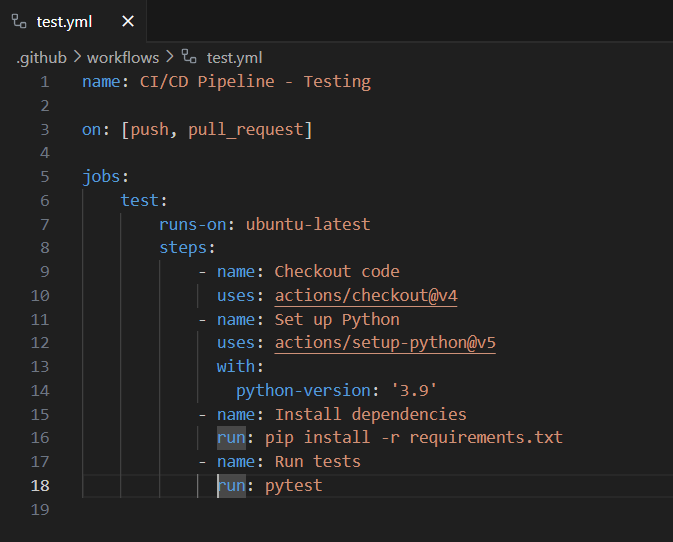 test.yml
.github > workflows > test.yml
1 name: CI/CD Pipeline - Testing
2
3 on: [push, pull_request]
4
5 jobs:
6 test:
7 runs-on: ubuntu-latest
8 steps:
9 - name: Checkout code
10 uses: actions/checkout@v4
11 - name: Set up Python
12 uses: actions/setup-python@v5
13 with:
14 python-version: '3.9'
15 - name: Install dependencies
16 run: pip install -r requirements.txt
17 - name: Run tests
18 run: pytest
19